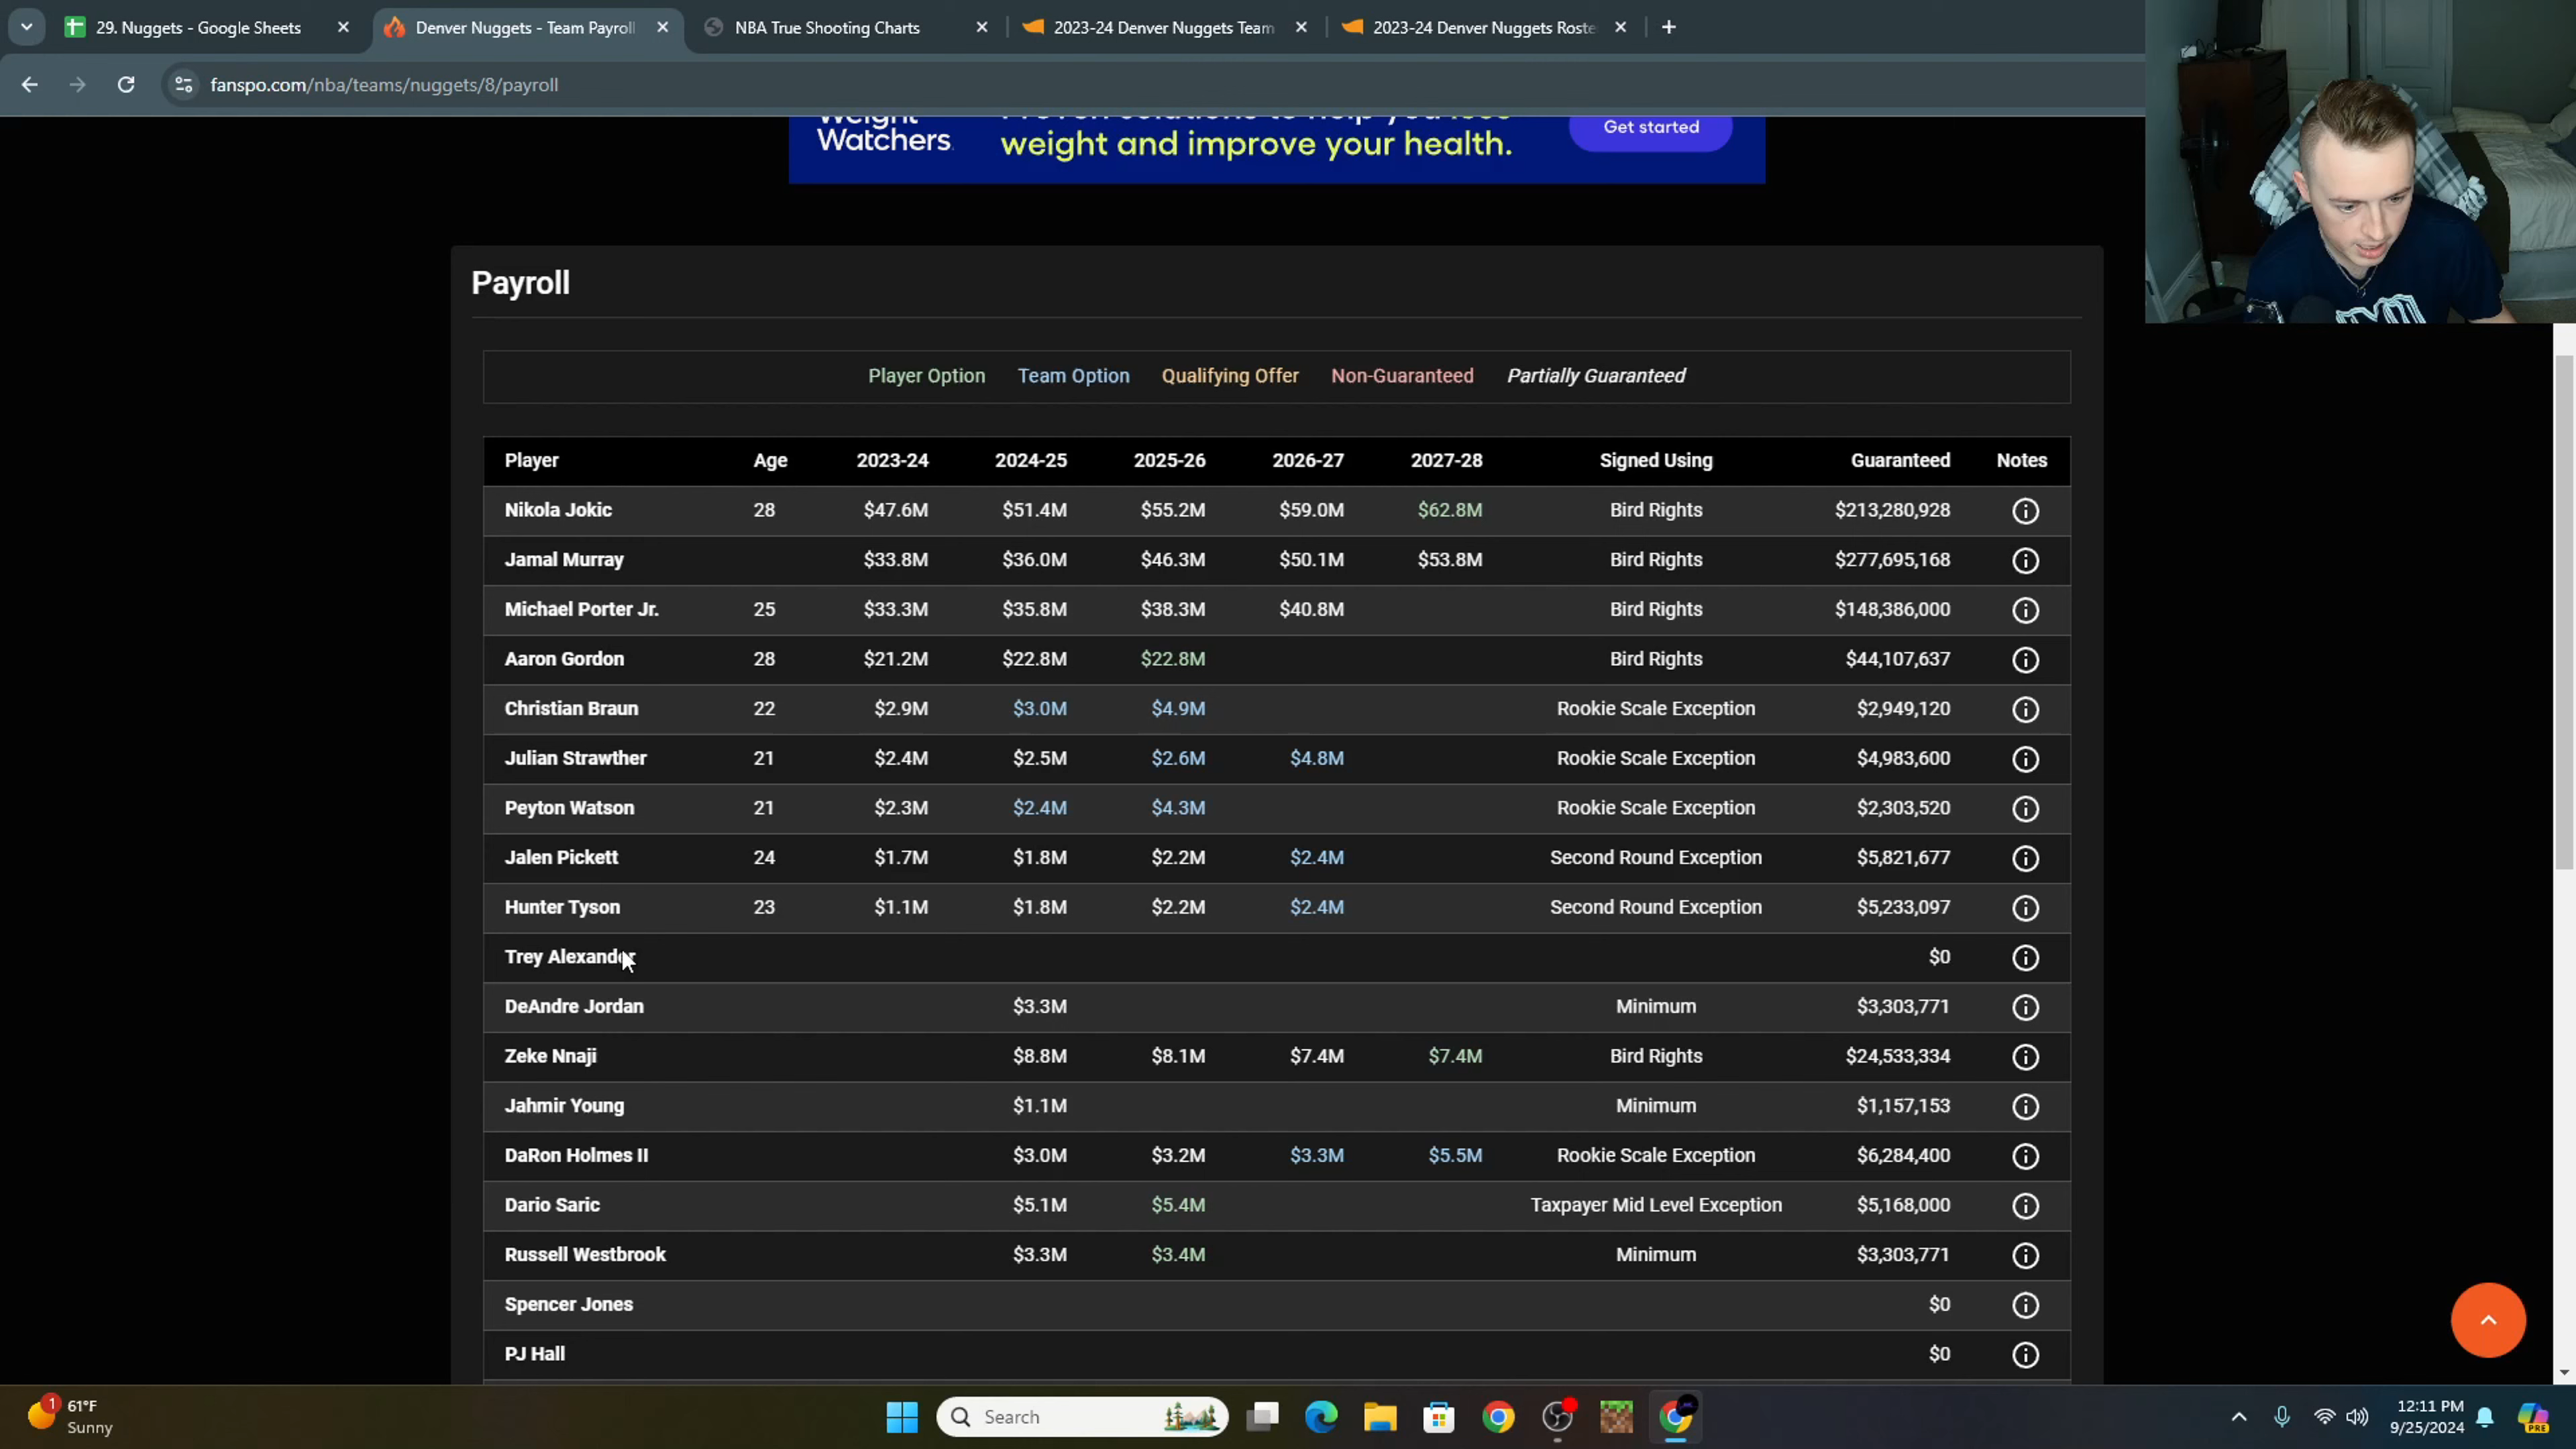 29. Nuggets - Google Sheets
Denver Nuggets - Team Payroll
NBA True Shooting Charts
2023-24 Denver Nuggets Team
2023-24 Denver Nuggets Roste
fanspo.com/nba/teams/nuggets/8/payroll
Weight
Watchers.
weight and improve your health.
Get started
Payroll
Player Option Team Option Qualifying Offer Non-Guaranteed Partially Guaranteed
Player Age 2023-24 2024-25 2025-26 2026-27 2027-28 Signed Using Guaranteed Notes
Nikola Jokic 28 $47.6M $51.4M $55.2M $59.0M $62.8M Bird Rights $213,280,928
Jamal Murray $33.8M $36.0M $46.3M $50.1M $53.8M Bird Rights $277,695,168
Michael Porter Jr. 25 $33.3M $35.8M $38.3M $40.8M Bird Rights $148,386,000
Aaron Gordon 28 $21.2M $22.8M $22.8M Bird Rights $44,107,637
Christian Braun 22 $2.9M $3.0M $4.9M Rookie Scale Exception $2,949,120
Julian Strawther 21 $2.4M $2.5M $2.6M $4.8M Rookie Scale Exception $4,983,600
Peyton Watson 21 $2.3M $2.4M $4.3M Rookie Scale Exception $2,303,520
Jalen Pickett 24 $1.7M $1.8M $2.2M $2.4M Second Round Exception $5,821,677
Hunter Tyson 23 $1.1M $1.8M $2.2M $2.4M Second Round Exception $5,233,097
Trey Alexander $0
DeAndre Jordan $3.3M Minimum $3,303,771
Zeke Nnaji $8.8M $8.1M $7.4M $7.4M Bird Rights $24,533,334
Jahmir Young $1.1M Minimum $1,157,153
DaRon Holmes II $3.0M $3.2M $3.3M $5.5M Rookie Scale Exception $6,284,400
Dario Saric $5.1M $5.4M Taxpayer Mid Level Exception $5,168,000
Russell Westbrook $3.3M $3.4M Minimum $3,303,771
Spencer Jones $0
PJ Hall $0
1
61°F
Sunny
Search
12:11 PM
9/25/2024
PRE